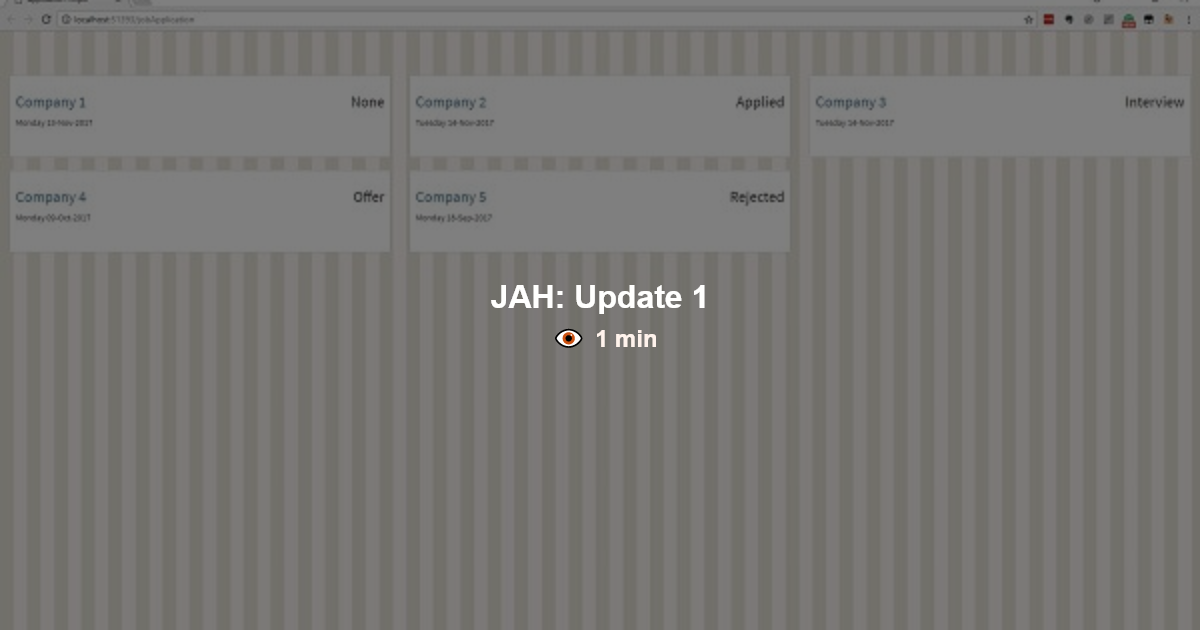 localhost:51393/jobApplication
Company 1 None
Monday 13-Nov-2017
Company 2 Applied
Tuesday 14-Nov-2017
Company 3 Interview
Tuesday 14-Nov-2017
Company 4 Offer
Monday 09-Oct-2017
Company 5 Rejected
Monday 18-Sep-2017
JAH: Update 1
1 min